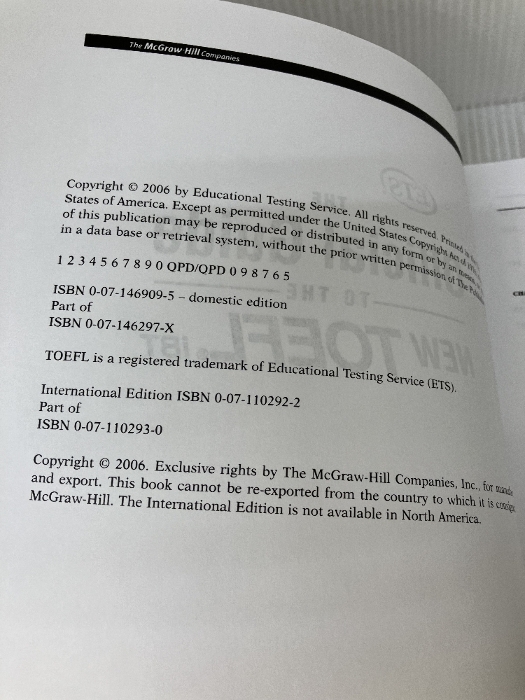 The McGraw·Hill Companies
Copyright © 2006 by Educational Testing Service. All rights reserved. Printed in
States of America. Except as permitted under the United States Copyright Act of
of this publication may be reproduced or distributed in any form or by any means
in a data base or retrieval system, without the prior written permission of The
1 2 3 4 5 6 7 8 9 0 QPD/QPD 0 9 8 7 6 5
ISBN 0-07-146909-5 – domestic edition
Part of
ISBN 0-07-146297-X
TOEFL is a registered trademark of Educational Testing Service (ETS).
International Edition ISBN 0-07-110292-2
Part of
ISBN 0-07-110293-0
Copyright © 2006. Exclusive rights by The McGraw-Hill Companies, Inc., for
and export. This book cannot be re-exported from the country to which it is
McGraw-Hill. The International Edition is not available in North America.